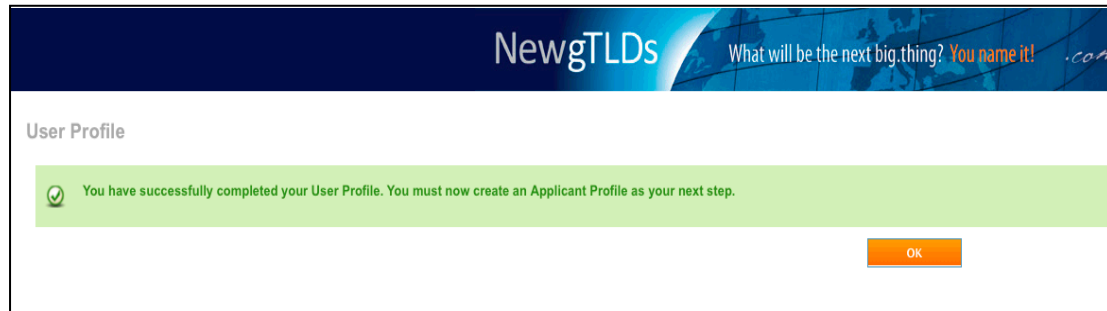 NewgTLDs What will be the next big.thing? You name it!
User Profile
You have successfully completed your User Profile. You must now create an Applicant Profile as your next step.
OK